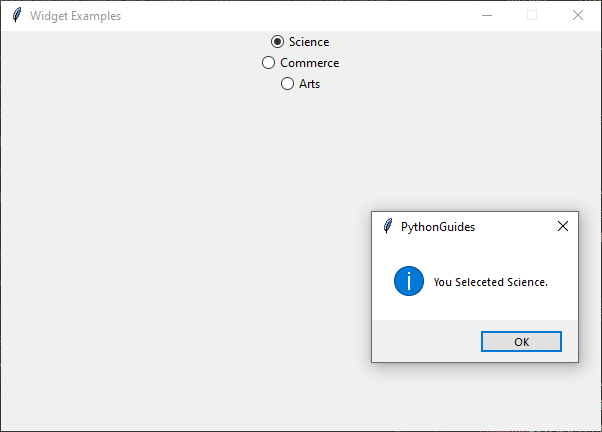 Widget Examples
Science
Commerce
Arts
PythonGuides
You Seleceted Science.
OK